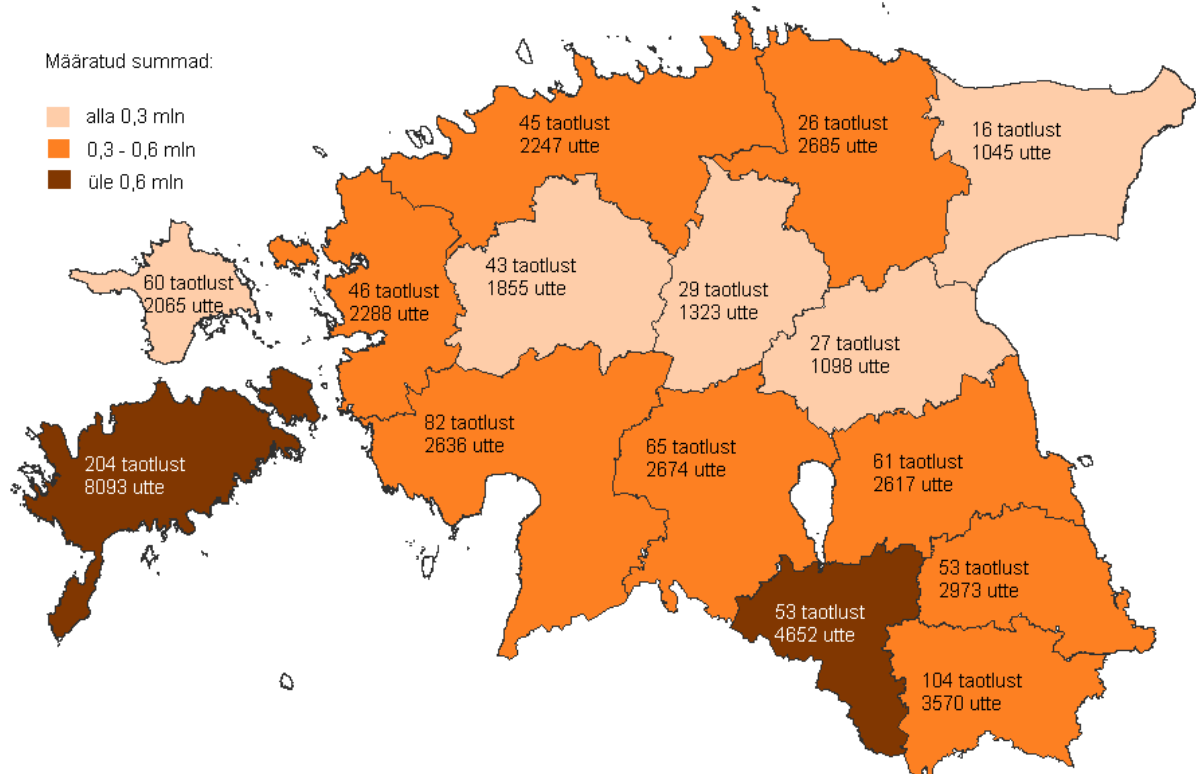 Määratud summad:
alla 0,3 mln
0,3 - 0,6 mln
üle 0,6 mln
45 taotlust
2247 utte
26 taotlust
2685 utte
16 taotlust
1045 utte
60 taotlust
2065 utte
46 taotlust
2288 utte
43 taotlust
1855 utte
29 taotlust
1323 utte
27 taotlust
1098 utte
204 taotlust
8093 utte
82 taotlust
2636 utte
65 taotlust
2674 utte
61 taotlust
2617 utte
53 taotlust
2973 utte
53 taotlust
4652 utte
104 taotlust
3570 utte